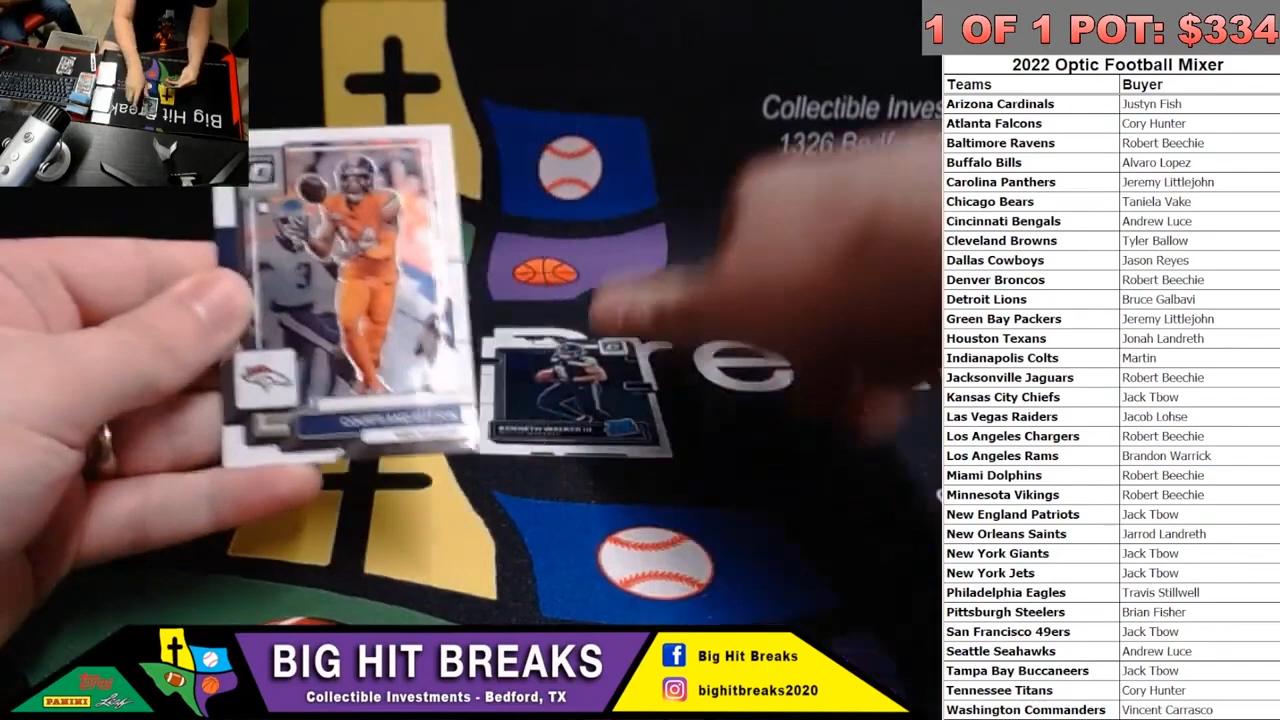 1 OF 1 POT: $334
2022 Optic Football Mixer
Teams Buyer
Arizona Cardinals Justyn Fish
Atlanta Falcons Cory Hunter
Baltimore Ravens Robert Beechie
Buffalo Bills Alvaro Lopez
Carolina Panthers Jeremy Littlejohn
Chicago Bears Taniela Vake
Cincinnati Bengals Andrew Luce
Cleveland Browns Tyler Ballow
Dallas Cowboys Jason Reyes
Denver Broncos Robert Beechie
Detroit Lions Bruce Galbavi
Green Bay Packers Jeremy Littlejohn
Houston Texans Jonah Landreth
Indianapolis Colts Martin
Jacksonville Jaguars Robert Beechie
Kansas City Chiefs Jack Tbow
Las Vegas Raiders Jacob Lohse
Los Angeles Chargers Robert Beechie
Los Angeles Rams Brandon Warrick
Miami Dolphins Robert Beechie
Minnesota Vikings Robert Beechie
New England Patriots Jack Tbow
New Orleans Saints Jarrod Landreth
New York Giants Jack Tbow
New York Jets Jack Tbow
Philadelphia Eagles Travis Stillwell
Pittsburgh Steelers Brian Fisher
San Francisco 49ers Jack Tbow
Seattle Seahawks Andrew Luce
Tampa Bay Buccaneers Jack Tbow
Tennessee Titans Cory Hunter
Washington Commanders Vincent Carrasco
Big Hit Break
Collectible Inves
1326 Bedf
re
KENNETH WALKER III
Topps
PANINI Leaf
BIG HIT BREAKS
Collectible Investments - Bedford, TX
Big Hit Breaks
bighitbreaks2020